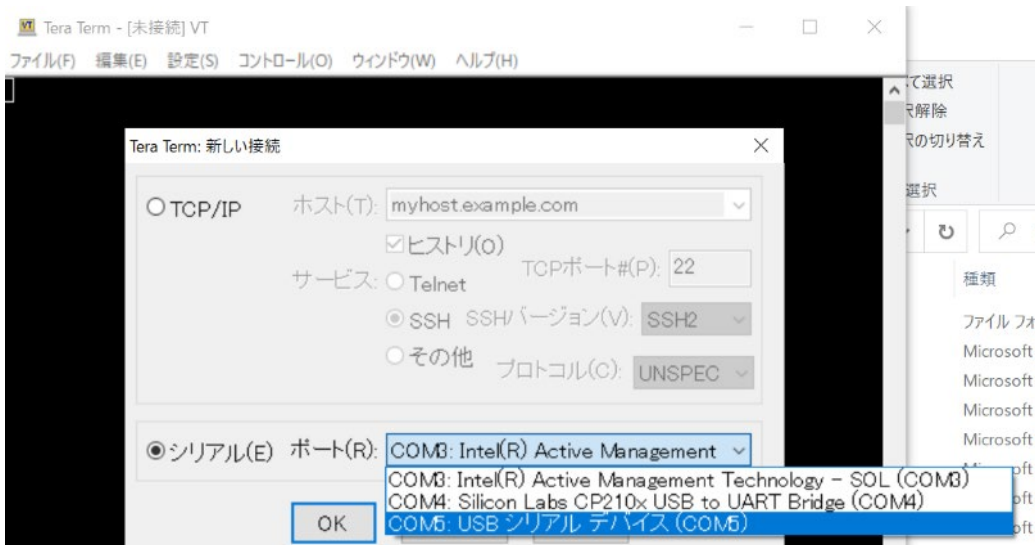 Tera Term - [未接続] VT
ファイル(F) 編集(E) 設定(S) コントロール(O) ウィンドウ(W) ヘルプ(H)
て選択
択解除
択の切り替え
選択
Tera Term: 新しい接続
TCP/IP ホスト(T): myhost.example.com
ヒストリ(O)
サービス: Telnet TCPポート#(P): 22
SSH SSHバージョン(V): SSH2
その他 プロトコル(C): UNSPEC
シリアル(E) ポート(R): COM3: Intel(R) Active Management
COM3: Intel(R) Active Management Technology - SOL (COM3)
COM4: Silicon Labs CP210x USB to UART Bridge (COM4)
COM5: USB シリアル デバイス (COM5)
OK
種類
ファイル フォ
Microsoft
Microsoft
Microsoft
Microsoft